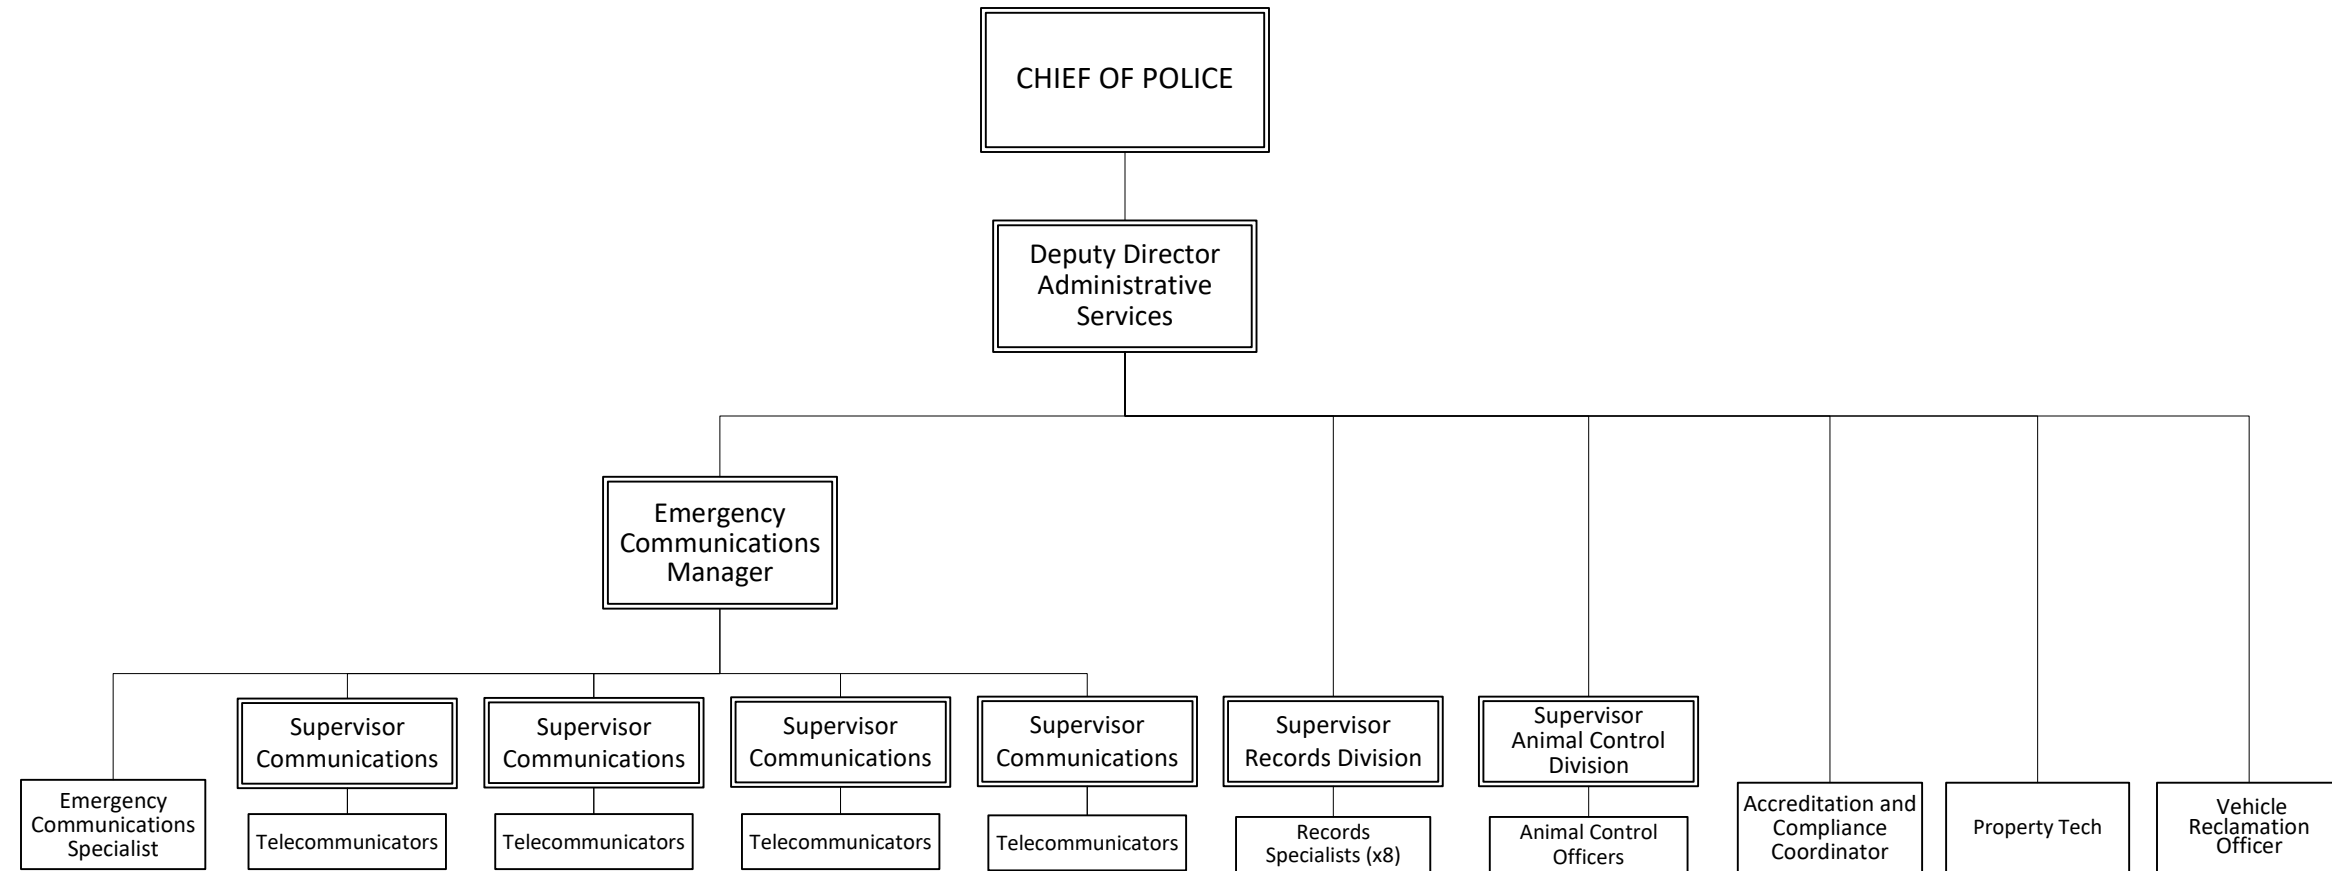 CHIEF OF POLICE
Deputy Director
Administrative
Services
Emergency
Communications
Manager
Emergency
Communications
Specialist
Supervisor
Communications
Telecommunicators
Supervisor
Communications
Telecommunicators
Supervisor
Communications
Telecommunicators
Supervisor
Communications
Telecommunicators
Supervisor
Records Division
Records
Specialists (x8)
Supervisor
Animal Control
Division
Animal Control
Officers
Accreditation and
Compliance
Coordinator
Property Tech
Vehicle
Reclamation
Officer